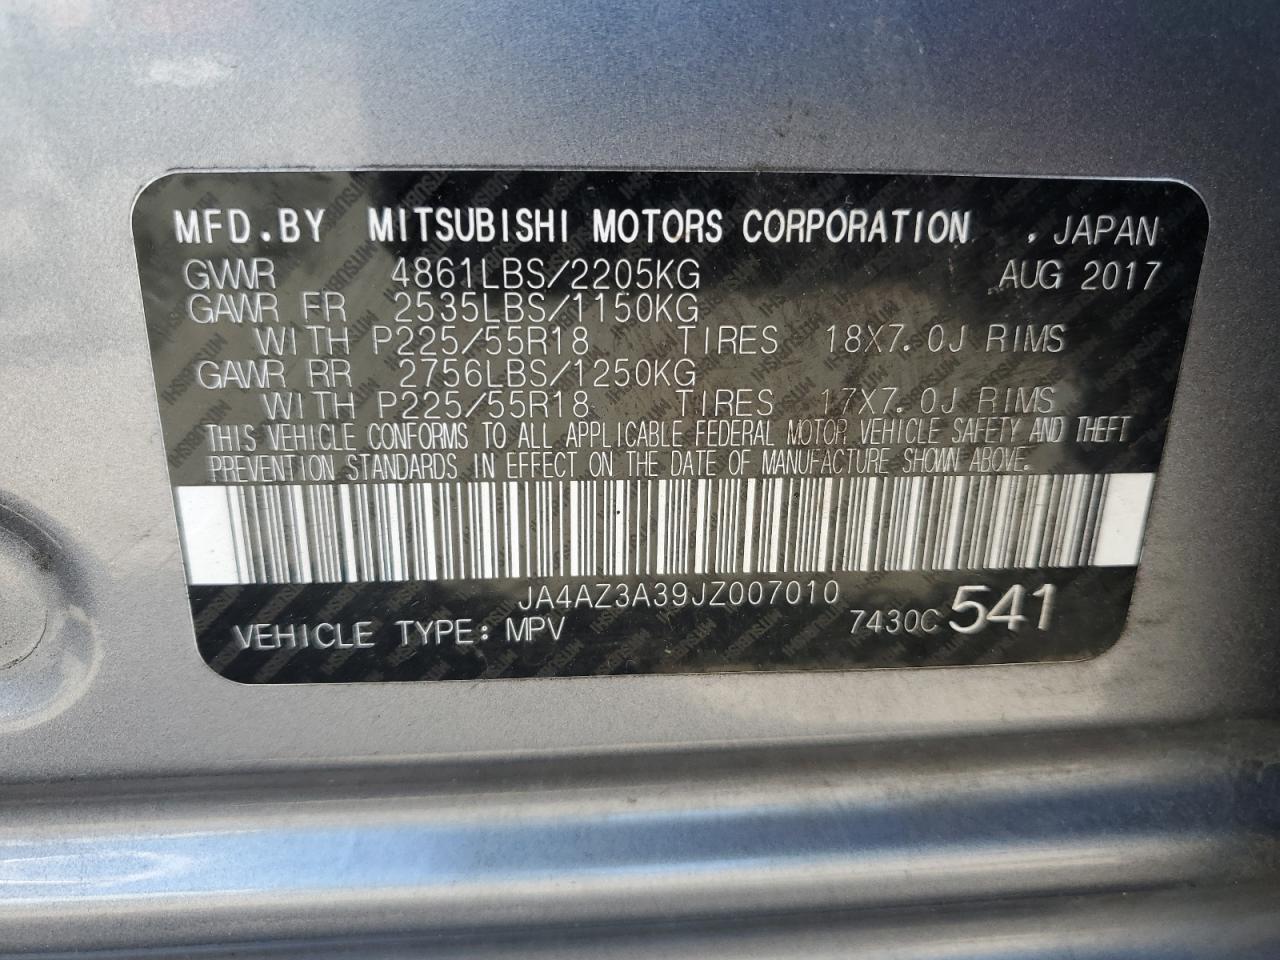 MFD.BY MITSUBISHI MOTORS CORPORATION , JAPAN
GVWR 4861LBS/2205KG AUG 2017
GAWR FR 2535LBS/1150KG
WITH P225/55R18 TIRES 18X7.0J RIMS
GAWR RR 2756LBS/1250KG
WITH P225/55R18 TIRES 17X7.0J RIMS
THIS VEHICLE CONFORMS TO ALL APPLICABLE FEDERAL MOTOR VEHICLE SAFETY AND THEFT
PREVENTION STANDARDS IN EFFECT ON THE DATE OF MANUFACTURE SHOWN ABOVE.
JA4AZ3A39JZ007010
VEHICLE TYPE: MPV 7430C 541